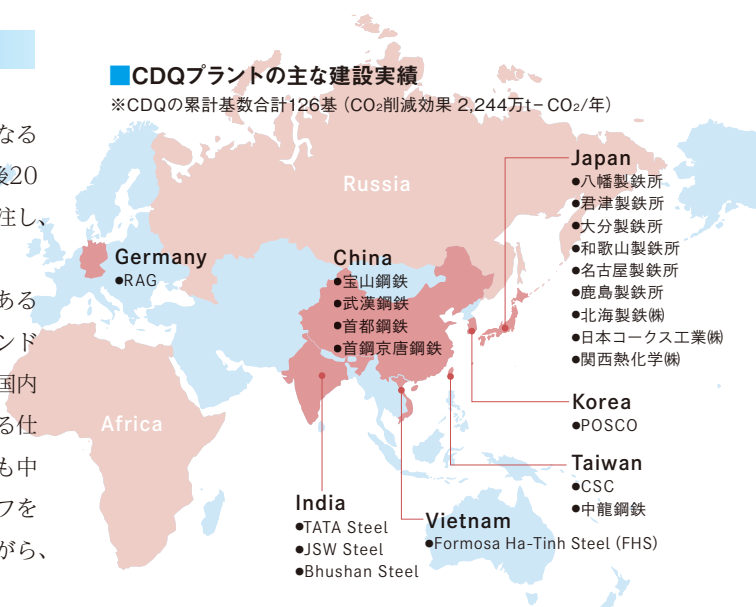 ■CDQプラントの主な建設実績
※CDQの累計基数合計126基（CO₂削減効果 2,244万t－CO₂/年）
なる
後20
注し、
ある
ンド
国内
る仕
も中
フを
がら、
Russia
Africa
Germany
●RAG
China
●宝山鋼鉄
●武漢鋼鉄
●首都鋼鉄
●首鋼京唐鋼鉄
Japan
●八幡製鉄所
●君津製鉄所
●大分製鉄所
●和歌山製鉄所
●名古屋製鉄所
●鹿島製鉄所
●北海製鉄㈱
●日本コークス工業㈱
●関西熱化学㈱
Korea
●POSCO
Taiwan
●CSC
●中龍鋼鉄
India
●TATA Steel
●JSW Steel
●Bhushan Steel
Vietnam
●Formosa Ha-Tinh Steel (FHS)